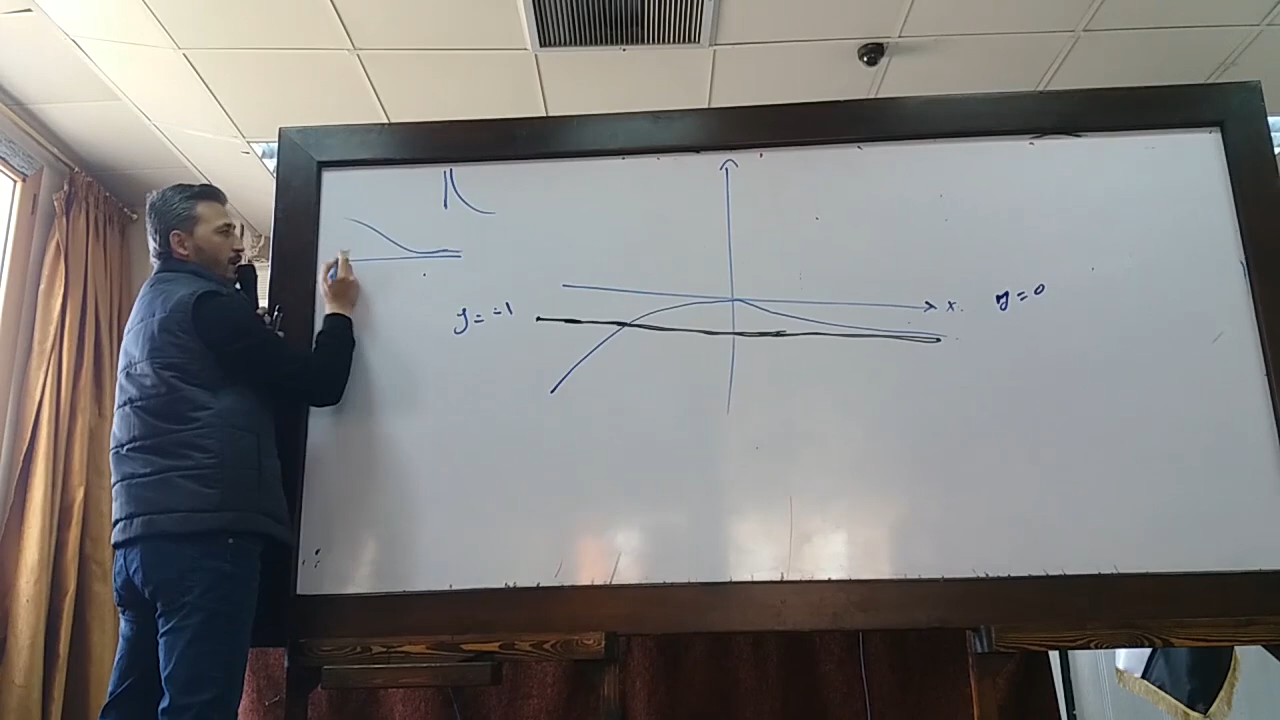 y = -1
x.
y = 0